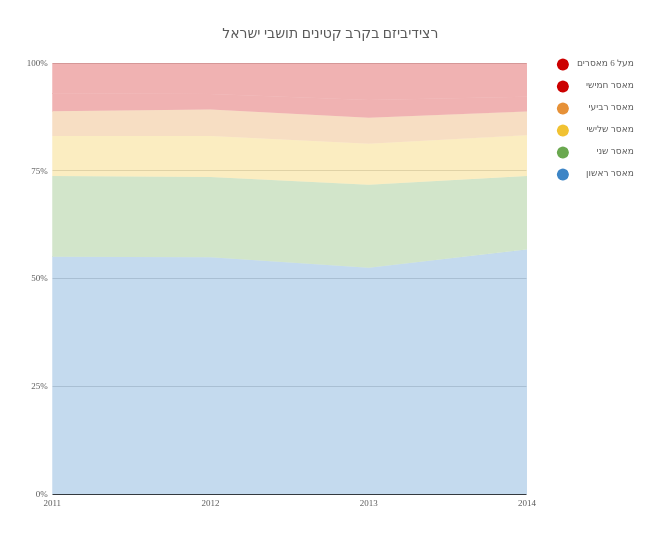 רצידיביזם בקרב קטינים תושבי ישראל
מעל 6 מאסרים
מאסר חמישי
מאסר רביעי
מאסר שלישי
מאסר שני
מאסר ראשון
100%
75%
50%
25%
0%
2011 2012 2013 2014